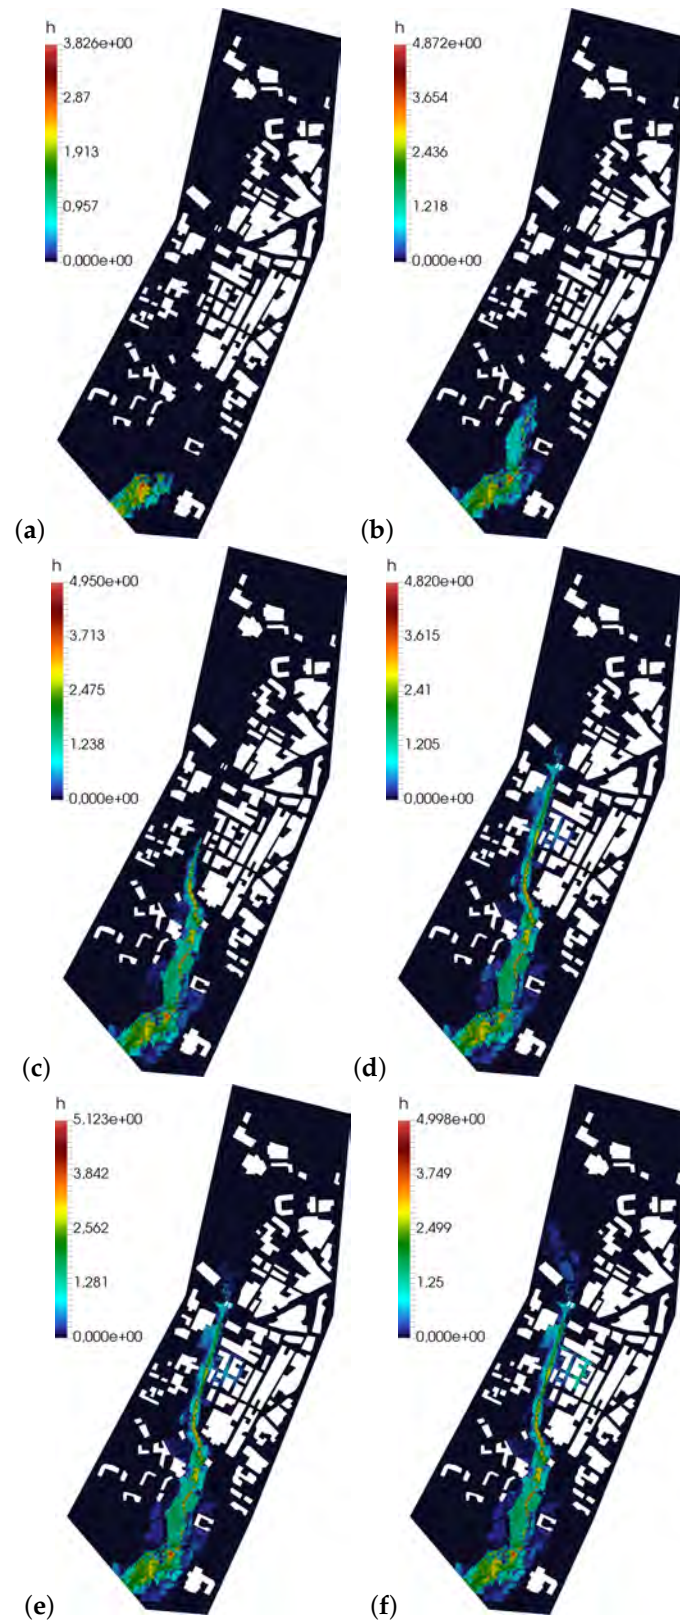 h
3.826e+00
2.87
1.913
0.957
0.000e+00
(a)
h
4.872e+00
3.654
2.436
1.218
0.000e+00
(b)
h
4.950e+00
3.713
2.475
1.238
0.000e+00
(c)
h
4.820e+00
3.615
2.41
1.205
0.000e+00
(d)
h
5.123e+00
3.842
2.562
1.281
0.000e+00
(e)
h
4.998e+00
3.749
2.499
1.25
0.000e+00
(f)